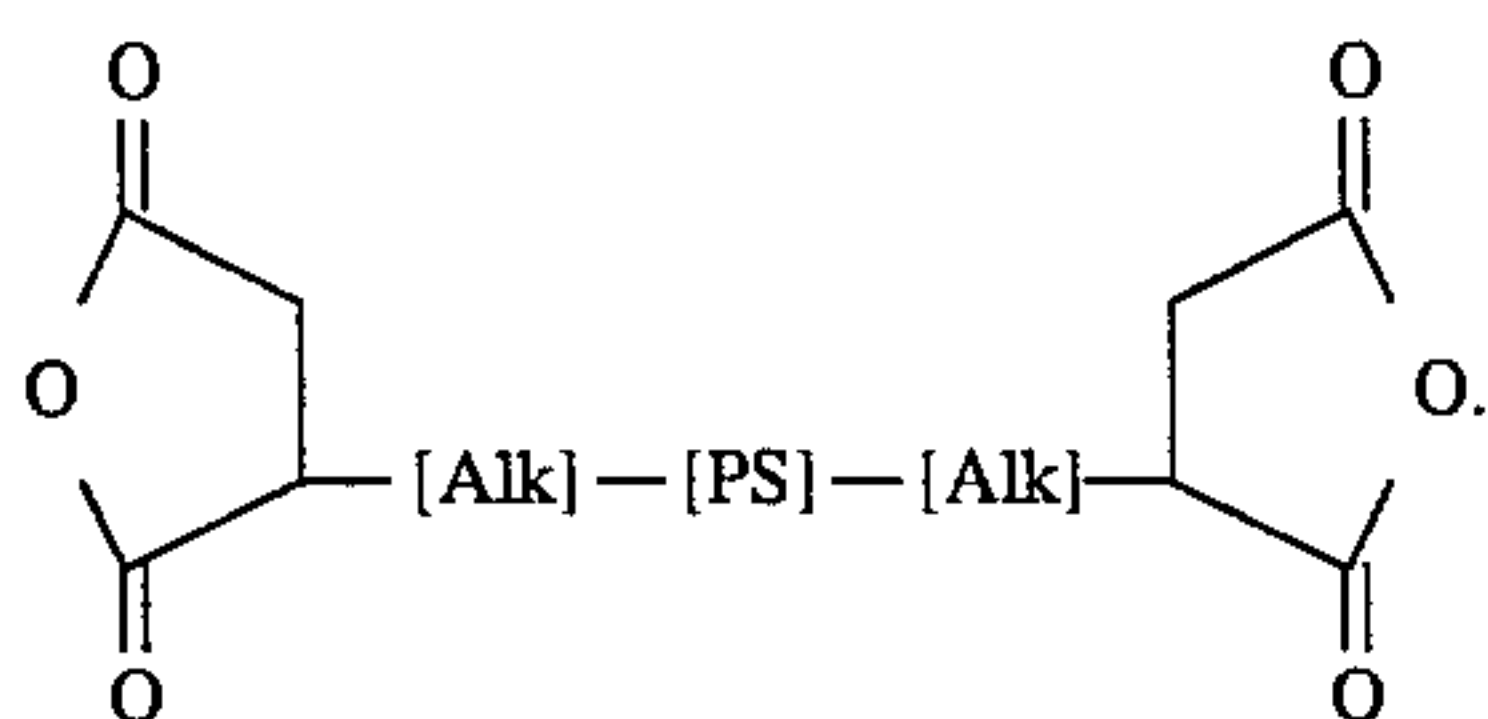 O O
O O.
[Alk] — [PS] — [Alk]
O O